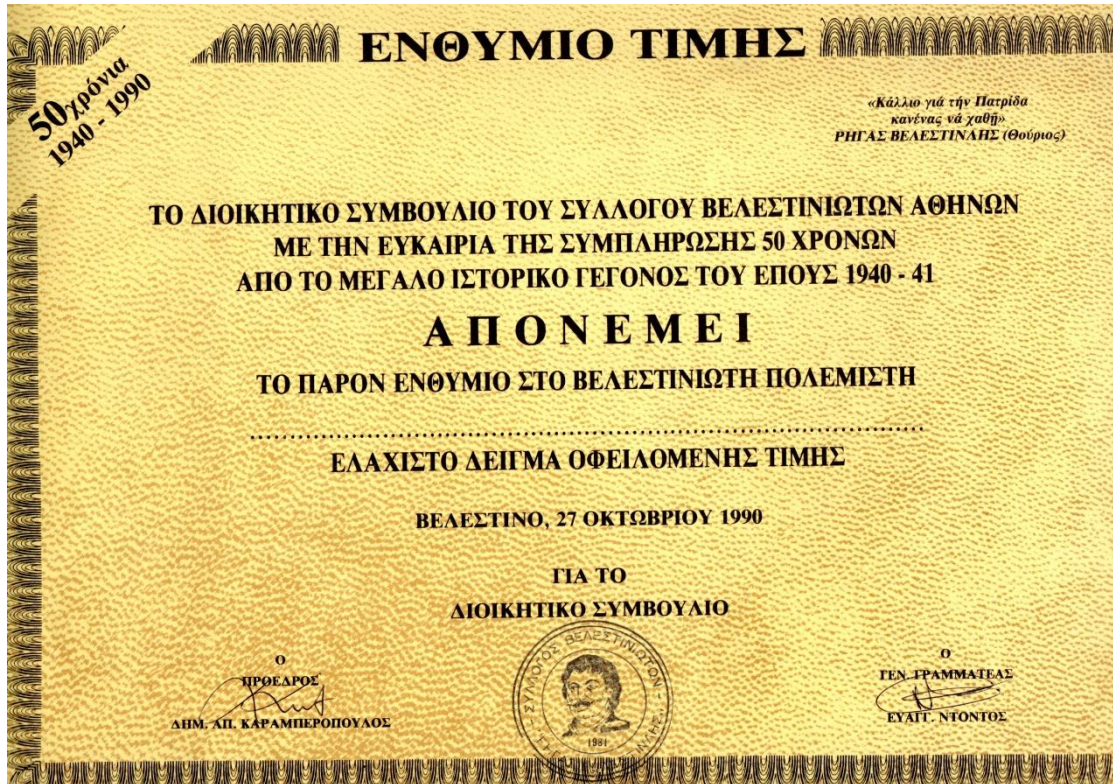 ΕΝΘΥΜΙΟ ΤΙΜΗΣ
50 χρόνια
1940 - 1990
«Κάλλιο γιά τήν Πατρίδα
κανένας νά χαθῆ»
ΡΗΓΑΣ ΒΕΛΕΣΤΙΝΛΗΣ (Θούριος)
ΤΟ ΔΙΟΙΚΗΤΙΚΟ ΣΥΜΒΟΥΛΙΟ ΤΟΥ ΣΥΛΛΟΓΟΥ ΒΕΛΕΣΤΙΝΙΩΤΩΝ ΑΘΗΝΩΝ
ΜΕ ΤΗΝ ΕΥΚΑΙΡΙΑ ΤΗΣ ΣΥΜΠΛΗΡΩΣΗΣ 50 ΧΡΟΝΩΝ
ΑΠΟ ΤΟ ΜΕΓΑΛΟ ΙΣΤΟΡΙΚΟ ΓΕΓΟΝΟΣ ΤΟΥ ΕΠΟΥΣ 1940 - 41
ΑΠΟΝΕΜΕΙ
ΤΟ ΠΑΡΟΝ ΕΝΘΥΜΙΟ ΣΤΟ ΒΕΛΕΣΤΙΝΙΩΤΗ ΠΟΛΕΜΙΣΤΗ
ΕΛΑΧΙΣΤΟ ΔΕΙΓΜΑ ΟΦΕΙΛΟΜΕΝΗΣ ΤΙΜΗΣ
ΒΕΛΕΣΤΙΝΟ, 27 ΟΚΤΩΒΡΙΟΥ 1990
ΓΙΑ ΤΟ
ΔΙΟΙΚΗΤΙΚΟ ΣΥΜΒΟΥΛΙΟ
Ο
ΠΡΟΕΔΡΟΣ
ΔΗΜ. ΑΠ. ΚΑΡΑΜΠΕΡΟΠΟΥΛΟΣ
ΣΥΛΛΟΓΟΣ ΒΕΛΕΣΤΙΝΙΩΤΩΝ
1981
Ο
ΓΕΝ. ΓΡΑΜΜΑΤΕΑΣ
ΕΥΑΓΓ. ΝΤΟΝΤΟΣ